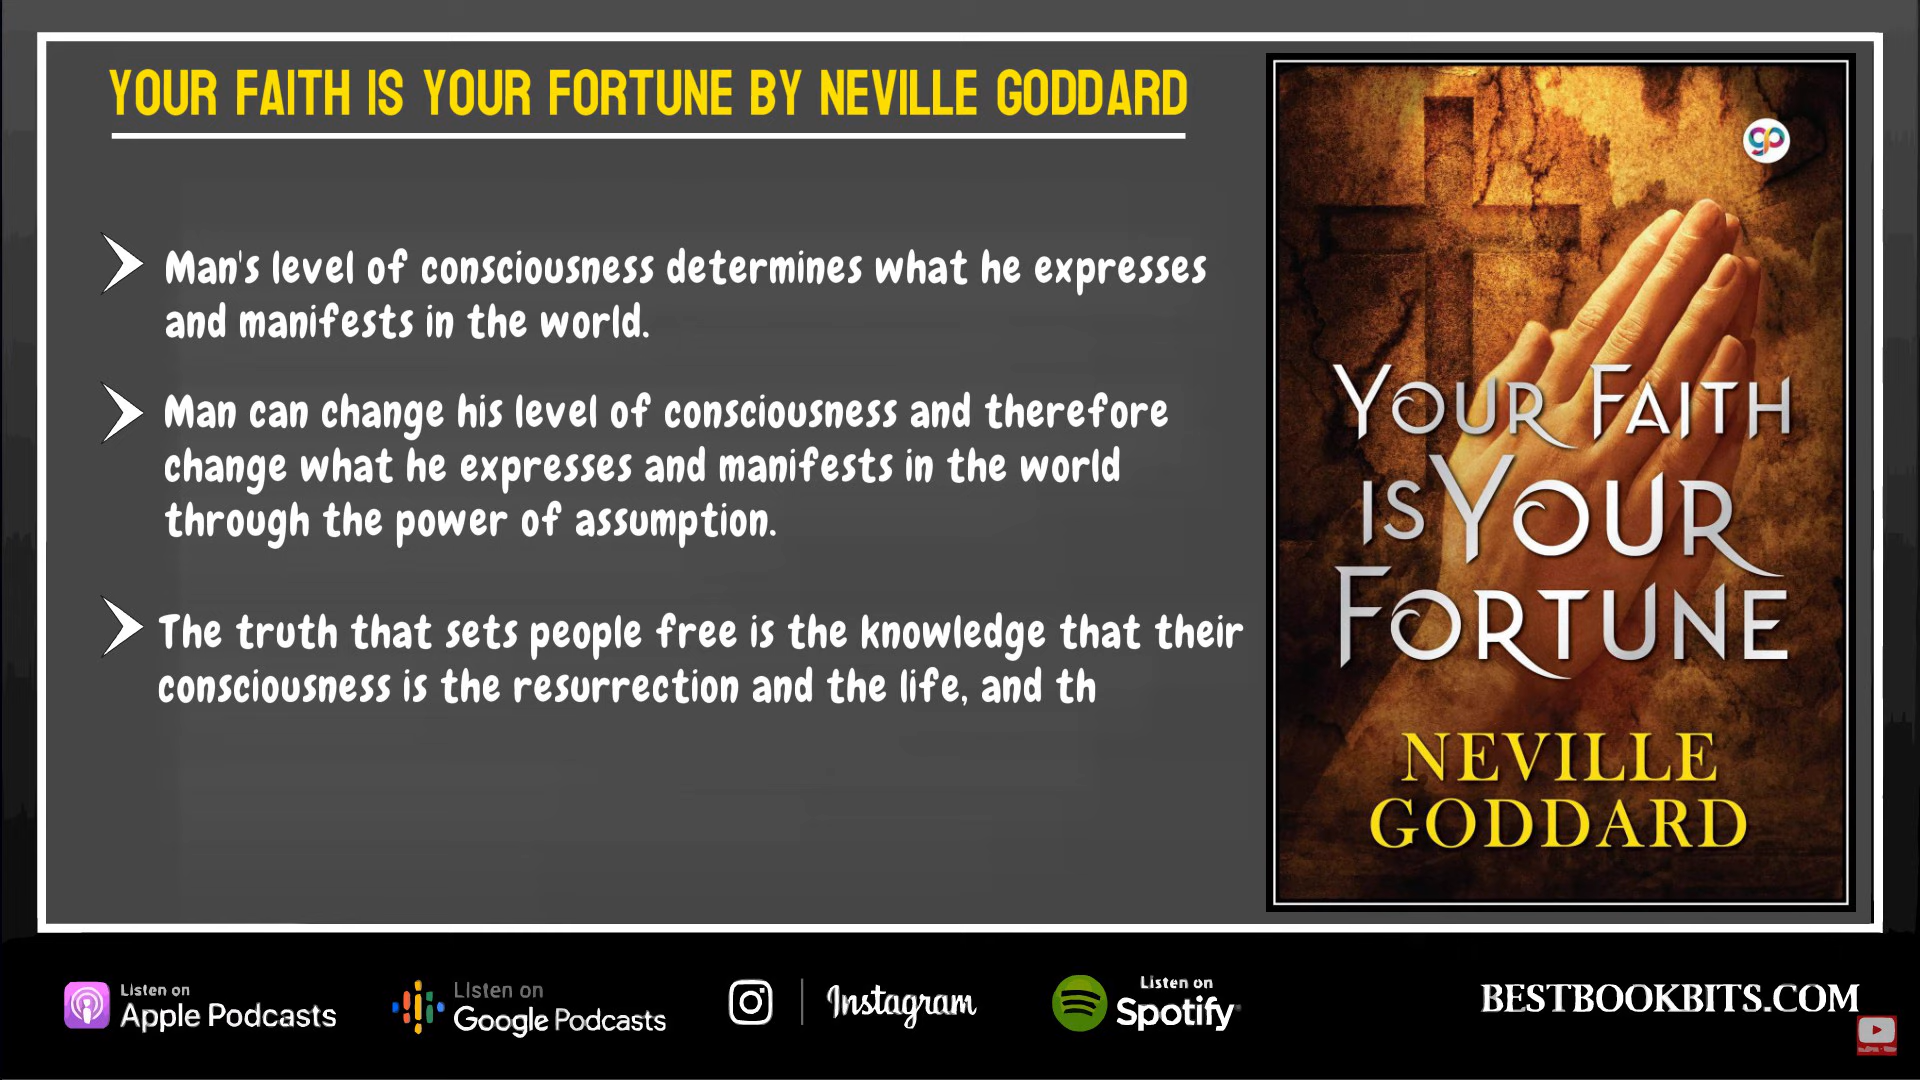 YOUR FAITH IS YOUR FORTUNE BY NEVILLE GODDARD
Man's level of consciousness determines what he expresses
and manifests in the world.
Man can change his level of consciousness and therefore
change what he expresses and manifests in the world
through the power of assumption.
The truth that sets people free is the knowledge that their
consciousness is the resurrection and the life, and th
gp
YOUR FAITH
IS YOUR
FORTUNE
NEVILLE
GODDARD
Listen on
Apple Podcasts
Listen on
Google Podcasts
Instagram
Listen on
Spotify
BESTBOOKBITS.COM